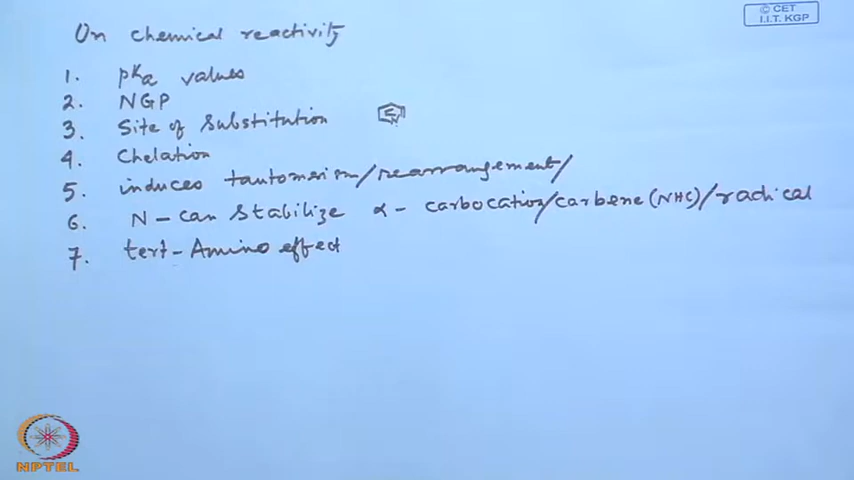 © CET
I.I.T. KGP
On chemical reactivity
1. pKa values
2. NGP
3. Site of substitution
4. Chelation
5. induces tautomerism/rearrangement/
6. N-can stabilize α-carbocation/carbene (NHC)/radical
7. tert-Amino effect
NPTEL